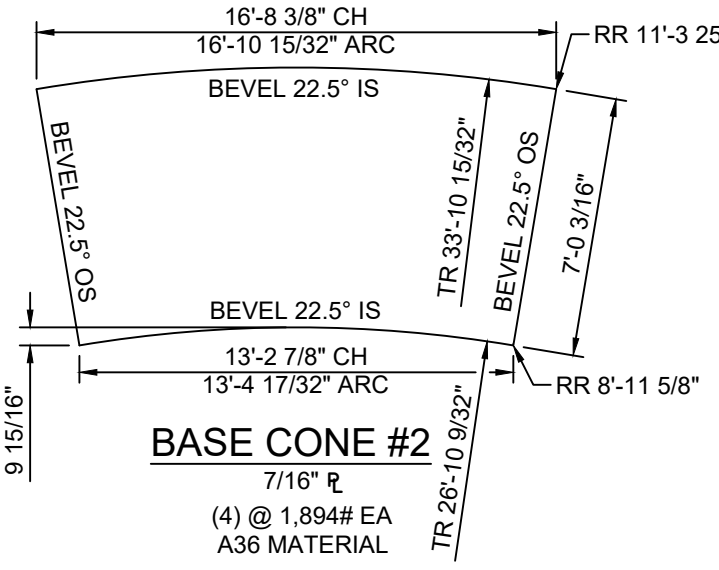 16'-8 3/8" CH
16'-10 15/32" ARC
RR 11'-3 25
BEVEL 22.5° IS
BEVEL 22.5° OS
TR 33'-10 15/32"
BEVEL 22.5° OS
7'-0 3/16"
BEVEL 22.5° IS
13'-2 7/8" CH
13'-4 17/32" ARC
9 15/16"
RR 8'-11 5/8"
TR 26'-10 9/32"
BASE CONE #2
7/16" ⅊
(4) @ 1,894# EA
A36 MATERIAL